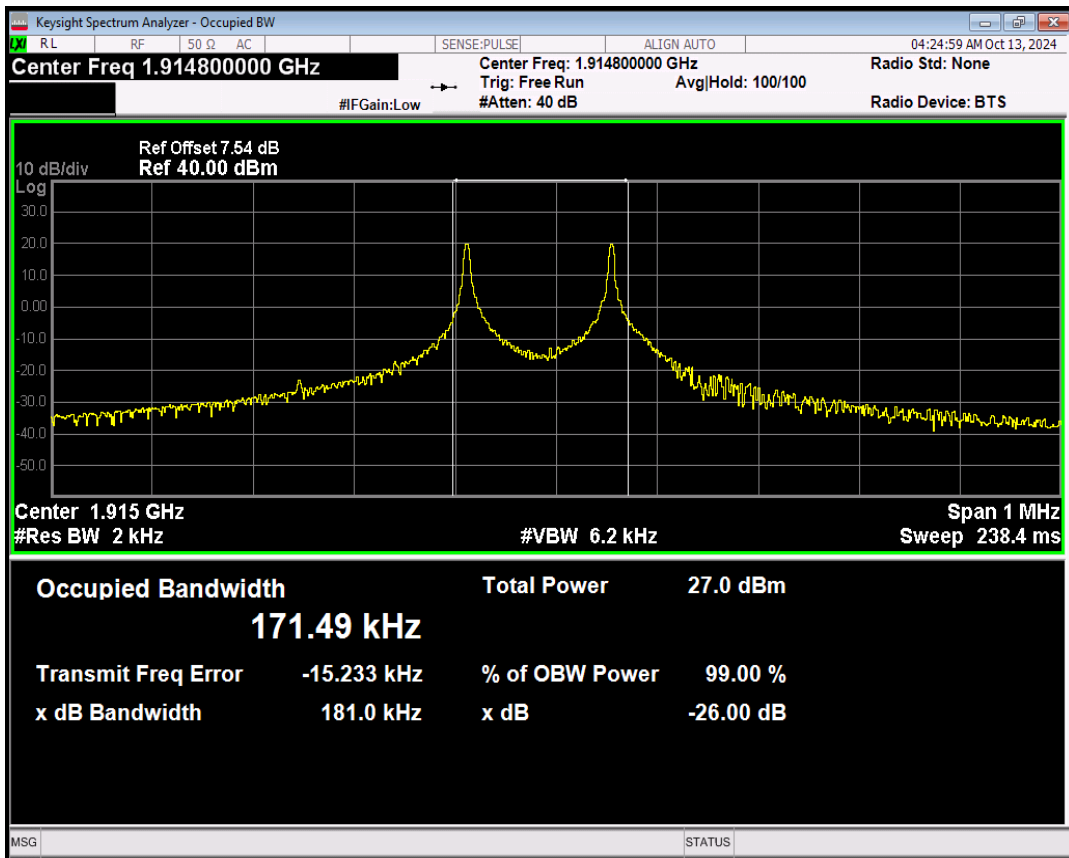 Keysight Spectrum Analyzer - Occupied BW
LXI RL RF 50 Ω AC SENSE:PULSE ALIGN AUTO 04:24:59 AM Oct 13, 2024
Center Freq 1.914800000 GHz Center Freq: 1.914800000 GHz Radio Std: None
Trig: Free Run Avg|Hold: 100/100
#IFGain:Low #Atten: 40 dB Radio Device: BTS
Ref Offset 7.54 dB
10 dB/div Ref 40.00 dBm
Log
30.0
20.0
10.0
0.00
-10.0
-20.0
-30.0
-40.0
-50.0
Center 1.915 GHz Span 1 MHz
#Res BW 2 kHz #VBW 6.2 kHz Sweep 238.4 ms
Occupied Bandwidth Total Power 27.0 dBm
171.49 kHz
Transmit Freq Error -15.233 kHz % of OBW Power 99.00 %
x dB Bandwidth 181.0 kHz x dB -26.00 dB
MSG STATUS